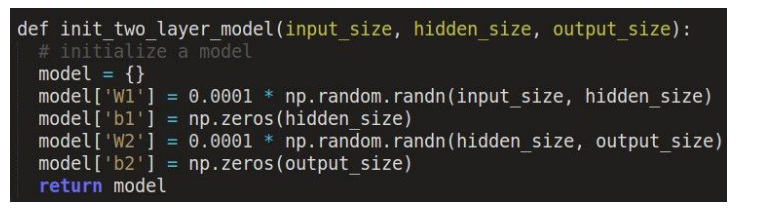 def init_two_layer_model(input_size, hidden_size, output_size):
  # initialize a model
  model = {}
  model['W1'] = 0.0001 * np.random.randn(input_size, hidden_size)
  model['b1'] = np.zeros(hidden_size)
  model['W2'] = 0.0001 * np.random.randn(hidden_size, output_size)
  model['b2'] = np.zeros(output_size)
  return model